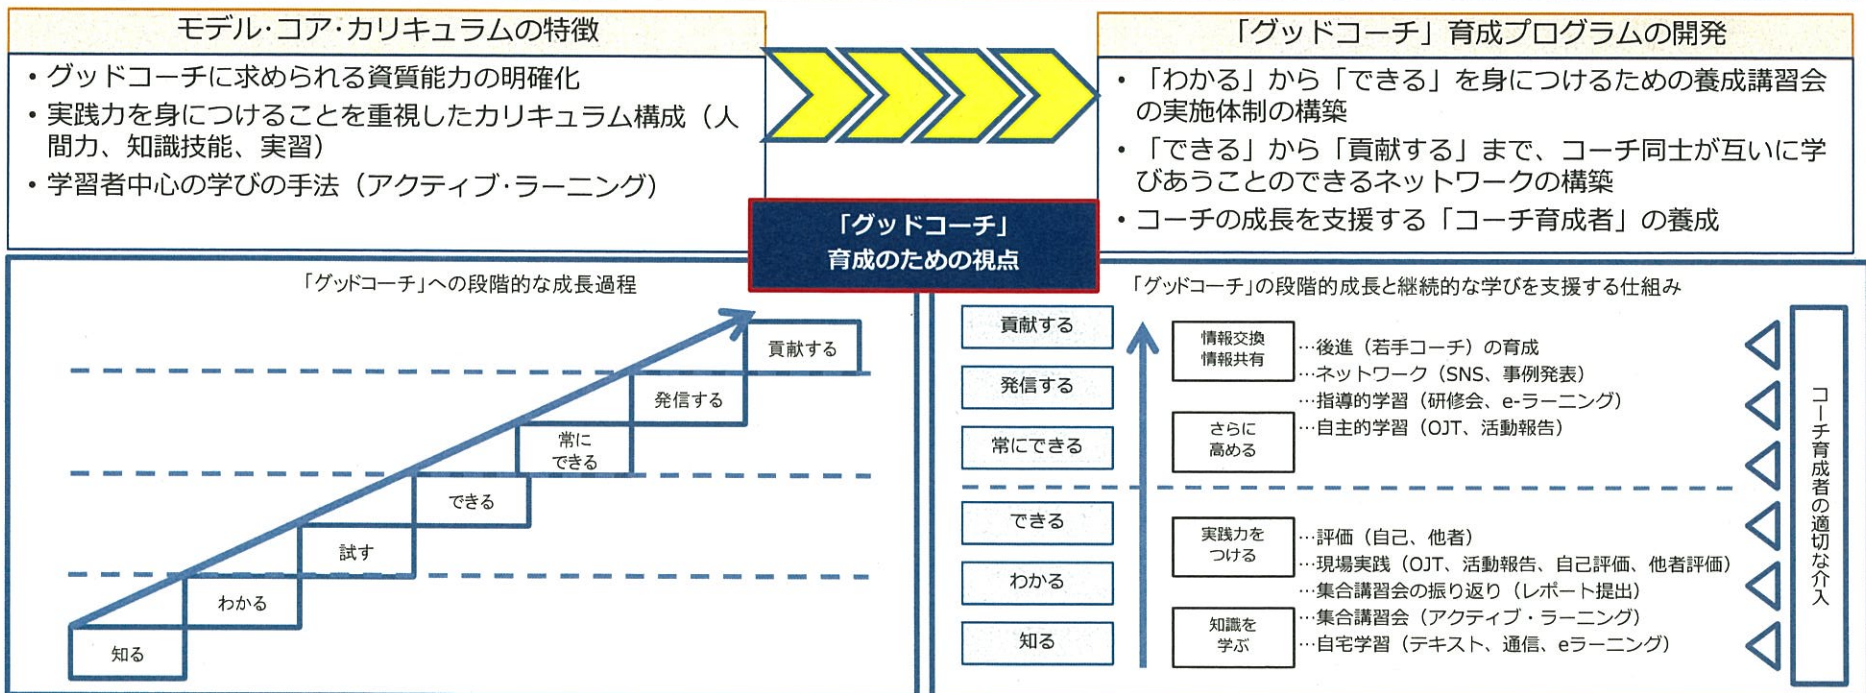 モデル・コア・カリキュラムの特徴
・グッドコーチに求められる資質能力の明確化
・実践力を身につけることを重視したカリキュラム構成（人
間力、知識技能、実習）
・学習者中心の学びの手法（アクティブ・ラーニング）
「グッドコーチ」育成プログラムの開発
・「わかる」から「できる」を身につけるための養成講習会
の実施体制の構築
・「できる」から「貢献する」まで、コーチ同士が互いに学
びあうことのできるネットワークの構築
・コーチの成長を支援する「コーチ育成者」の養成
「グッドコーチ」
育成のための視点
「グッドコーチ」への段階的な成長過程
貢献する
発信する
常に
できる
できる
試す
わかる
知る
「グッドコーチ」の段階的成長と継続的な学びを支援する仕組み
貢献する
発信する
常にできる
できる
わかる
知る
情報交換
情報共有
さらに
高める
実践力を
つける
知識を
学ぶ
…後進（若手コーチ）の育成
…ネットワーク（SNS、事例発表）
…指導的学習（研修会、e-ラーニング）
…自主的学習（OJT、活動報告）
…評価（自己、他者）
…現場実践（OJT、活動報告、自己評価、他者評価）
…集合講習会の振り返り（レポート提出）
…集合講習会（アクティブ・ラーニング）
…自宅学習（テキスト、通信、eラーニング）
コーチ育成者の適切な介入